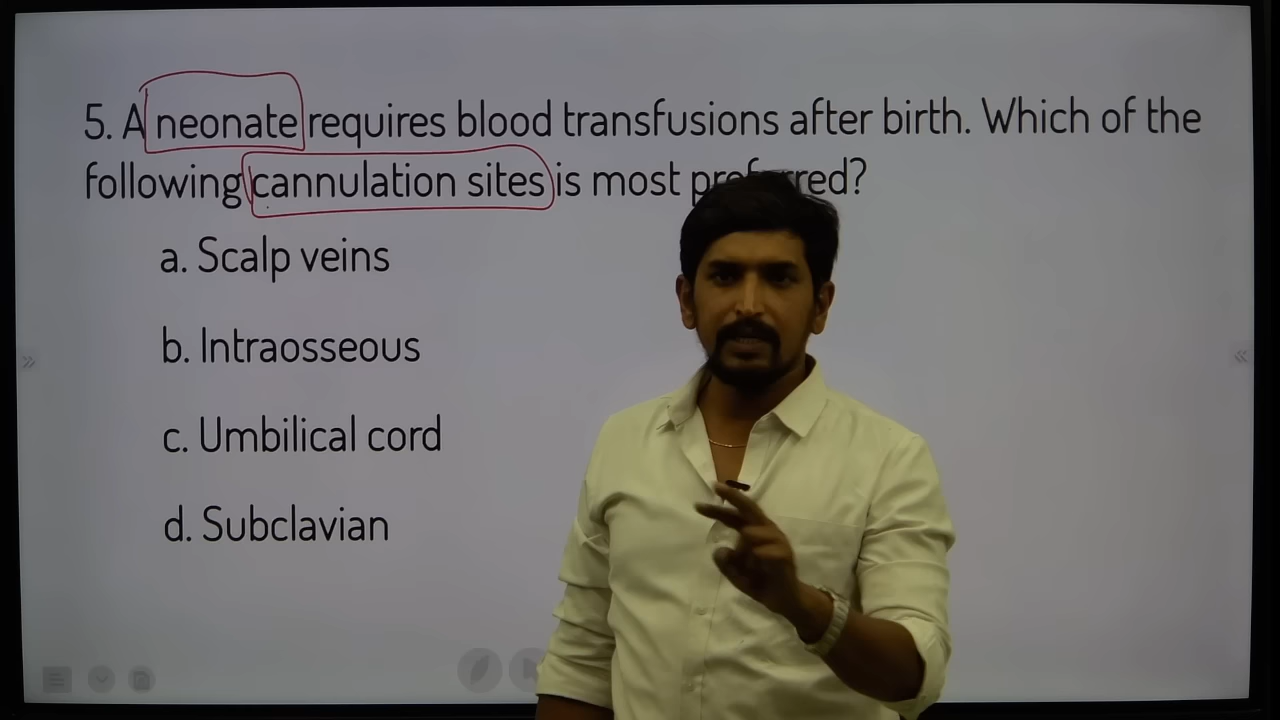 5. A neonate requires blood transfusions after birth. Which of the
following cannulation sites is most preferred?
a. Scalp veins
b. Intraosseous
c. Umbilical cord
d. Subclavian